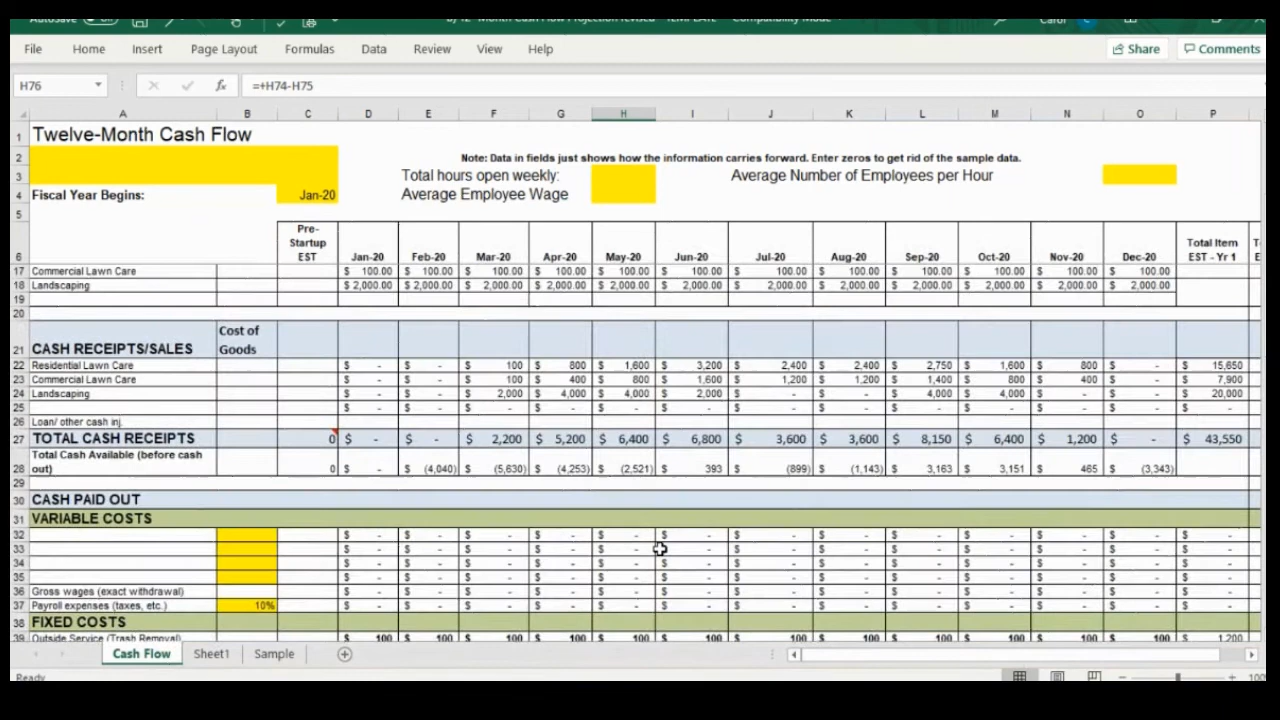 AutoSave Off
Carol
File Home Insert Page Layout Formulas Data Review View Help Share Comments
H76 fx =+H74-H75
A B C D E F G H I J K L M N O P
1 Twelve-Month Cash Flow
2 Note: Data in fields just shows how the information carries forward. Enter zeros to get rid of the sample data.
3 Total hours open weekly: Average Number of Employees per Hour
4 Fiscal Year Begins: Jan-20 Average Employee Wage
5
6 Pre-Startup EST Jan-20 Feb-20 Mar-20 Apr-20 May-20 Jun-20 Jul-20 Aug-20 Sep-20 Oct-20 Nov-20 Dec-20 Total Item EST - Yr 1
17 Commercial Lawn Care $ 100.00 $ 100.00 $ 100.00 $ 100.00 $ 100.00 $ 100.00 $ 100.00 $ 100.00 $ 100.00 $ 100.00 $ 100.00 $ 100.00
18 Landscaping $ 2,000.00 $ 2,000.00 $ 2,000.00 $ 2,000.00 $ 2,000.00 $ 2,000.00 $ 2,000.00 $ 2,000.00 $ 2,000.00 $ 2,000.00 $ 2,000.00 $ 2,000.00
19
20
21 CASH RECEIPTS/SALES Cost of Goods
22 Residential Lawn Care $ - $ - $ 100 $ 800 $ 1,600 $ 3,200 $ 2,400 $ 2,400 $ 2,750 $ 1,600 $ 800 $ - $ 15,650
23 Commercial Lawn Care $ - $ - $ 100 $ 400 $ 800 $ 1,600 $ 1,200 $ 1,200 $ 1,400 $ 800 $ 400 $ - $ 7,900
24 Landscaping $ - $ - $ 2,000 $ 4,000 $ 4,000 $ 2,000 $ - $ - $ 4,000 $ 4,000 $ - $ - $ 20,000
25 $ - $ - $ - $ - $ - $ - $ - $ - $ - $ - $ - $ - $ -
26 Loan/ other cash inj.
27 TOTAL CASH RECEIPTS 0 $ - $ - $ 2,200 $ 5,200 $ 6,400 $ 6,800 $ 3,600 $ 3,600 $ 8,150 $ 6,400 $ 1,200 $ - $ 43,550
28 Total Cash Available (before cash out) 0 $ - $ (4,040) $ (5,630) $ (4,253) $ (2,521) $ 393 $ (899) $ (1,143) $ 3,163 $ 3,151 $ 465 $ (3,343)
29
30 CASH PAID OUT
31 VARIABLE COSTS
32 $ - $ - $ - $ - $ - $ - $ - $ - $ - $ - $ - $ - $ -
33 $ - $ - $ - $ - $ - $ - $ - $ - $ - $ - $ - $ - $ -
34 $ - $ - $ - $ - $ - $ - $ - $ - $ - $ - $ - $ - $ -
35 $ - $ - $ - $ - $ - $ - $ - $ - $ - $ - $ - $ - $ -
36 Gross wages (exact withdrawal) $ - $ - $ - $ - $ - $ - $ - $ - $ - $ - $ - $ - $ -
37 Payroll expenses (taxes, etc.) 10% $ - $ - $ - $ - $ - $ - $ - $ - $ - $ - $ - $ - $ -
38 FIXED COSTS
39 Outside Service (Trash Removal) $ 100 $ 100 $ 100 $ 100 $ 100 $ 100 $ 100 $ 100 $ 100 $ 100 $ 100 $ 100 $ 1,200
Cash Flow Sheet1 Sample
Ready